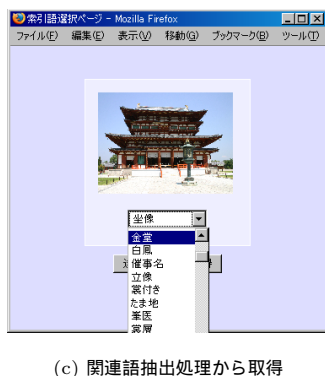 索引語選択ページ - Mozilla Firefox
ファイル(F) 編集(E) 表示(V) 移動(G) ブックマーク(B) ツール(T)
坐像
金堂
白鳳
催事名
立像
裳付き
たま地
峯医
裳層
(c) 関連語抽出処理から取得